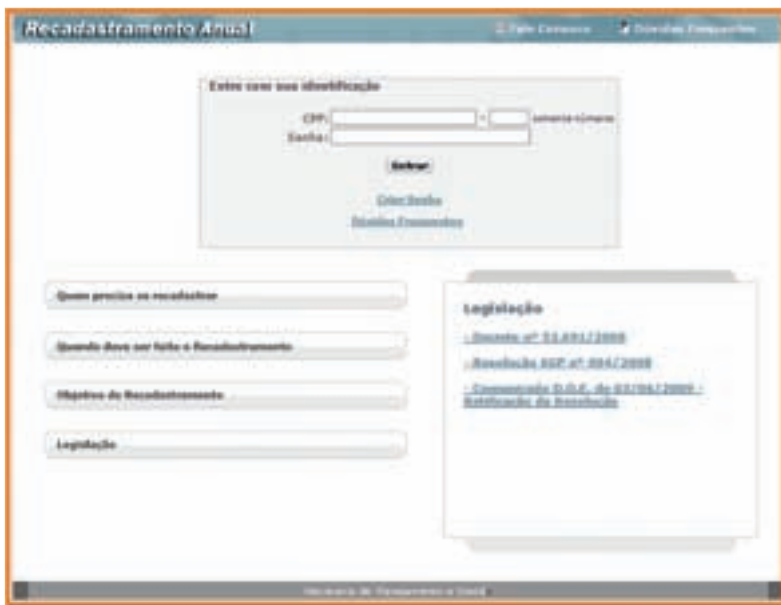 Recadastramento Anual
Fale Conosco
Dúvidas Frequentes
Entre com sua identificação
CPF: - somente números
Senha:
Entrar
Criar Senha
Dúvidas Frequentes
Quem precisa se recadastrar
Quando deve ser feito o Recadastramento
Objetivo do Recadastramento
Legislação
Legislação
- Decreto nº 52.691/2008
- Resolução SGP nº 004/2008
- Comunicado D.O.E. de 03/06/2009 -
Retificação da Resolução
Secretaria de Planejamento e Gestão